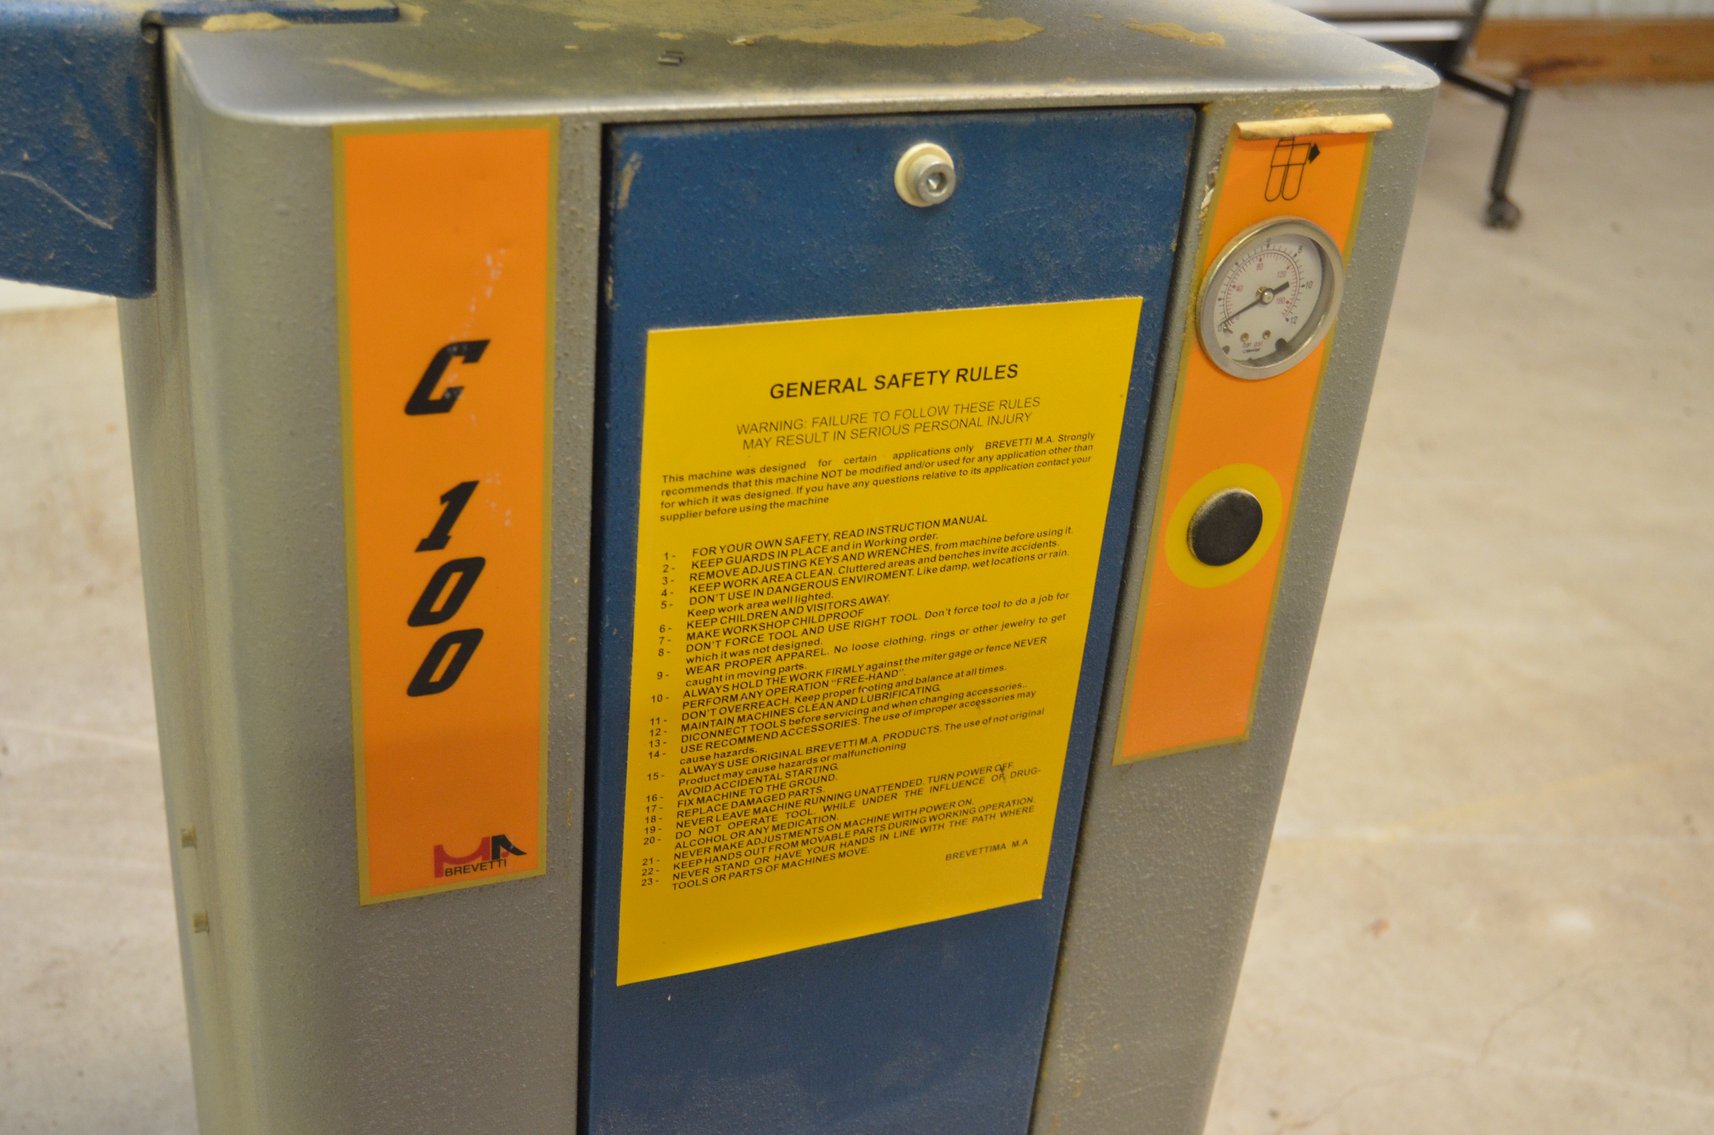 C 100
MA
BREVETTI
GENERAL SAFETY RULES
WARNING: FAILURE TO FOLLOW THESE RULES
MAY RESULT IN SERIOUS PERSONAL INJURY
This machine was designed for certain applications only BREVETTI M.A. Strongly
recommends that this machine NOT be modified and/or used for any application other than
for which it was designed. If you have any questions relative to its application contact your
supplier before using the machine
1- FOR YOUR OWN SAFETY, READ INSTRUCTION MANUAL
2- KEEP GUARDS IN PLACE and in Working order.
3- REMOVE ADJUSTING KEYS AND WRENCHES, from machine before using it.
4- KEEP WORK AREA CLEAN. Cluttered areas and benches invite accidents.
5- DON'T USE IN DANGEROUS ENVIROMENT. Like damp, wet locations or rain.
Keep work area well lighted.
6- KEEP CHILDREN AND VISITORS AWAY.
7- MAKE WORKSHOP CHILDPROOF
8- DON'T FORCE TOOL AND USE RIGHT TOOL. Don't force tool to do a job for
which it was not designed.
9- WEAR PROPER APPAREL. No loose clothing, rings or other jewelry to get
caught in moving parts.
10- ALWAYS HOLD THE WORK FIRMLY against the miter gage or fence NEVER
PERFORM ANY OPERATION "FREE-HAND".
11- DON'T OVERREACH. Keep proper footing and balance at all times.
12- MAINTAIN MACHINES CLEAN AND LUBRIFICATING.
13- DICONNECT TOOLS before servicing and when changing accessories..
14- USE RECOMMEND ACCESSORIES. The use of improper accessories may
cause hazards.
15- ALWAYS USE ORIGINAL BREVETTI M.A. PRODUCTS. The use of not original
Product may cause hazards or malfunctioning
16- AVOID ACCIDENTAL STARTING.
17- FIX MACHINE TO THE GROUND.
18- REPLACE DAMAGED PARTS.
19- NEVER LEAVE MACHINE RUNNING UNATTENDED. TURN POWER OFF.
20- DO NOT OPERATE TOOL. WHILE UNDER THE INFLUENCE OF DRUG-
ALCOHOL OR ANY MEDICATION.
21- NEVER MAKE ADJUSTMENTS ON MACHINE WITH POWER ON.
22- KEEP HANDS OUT FROM MOVABLE PARTS DURING WORKING OPERATION.
23- NEVER STAND OR HAVE YOUR HANDS IN LINE WITH THE PATH WHERE
TOOLS OR PARTS OF MACHINES MOVE.
BREVETTIMA M.A
40 80 120 160
10 12
bar psi